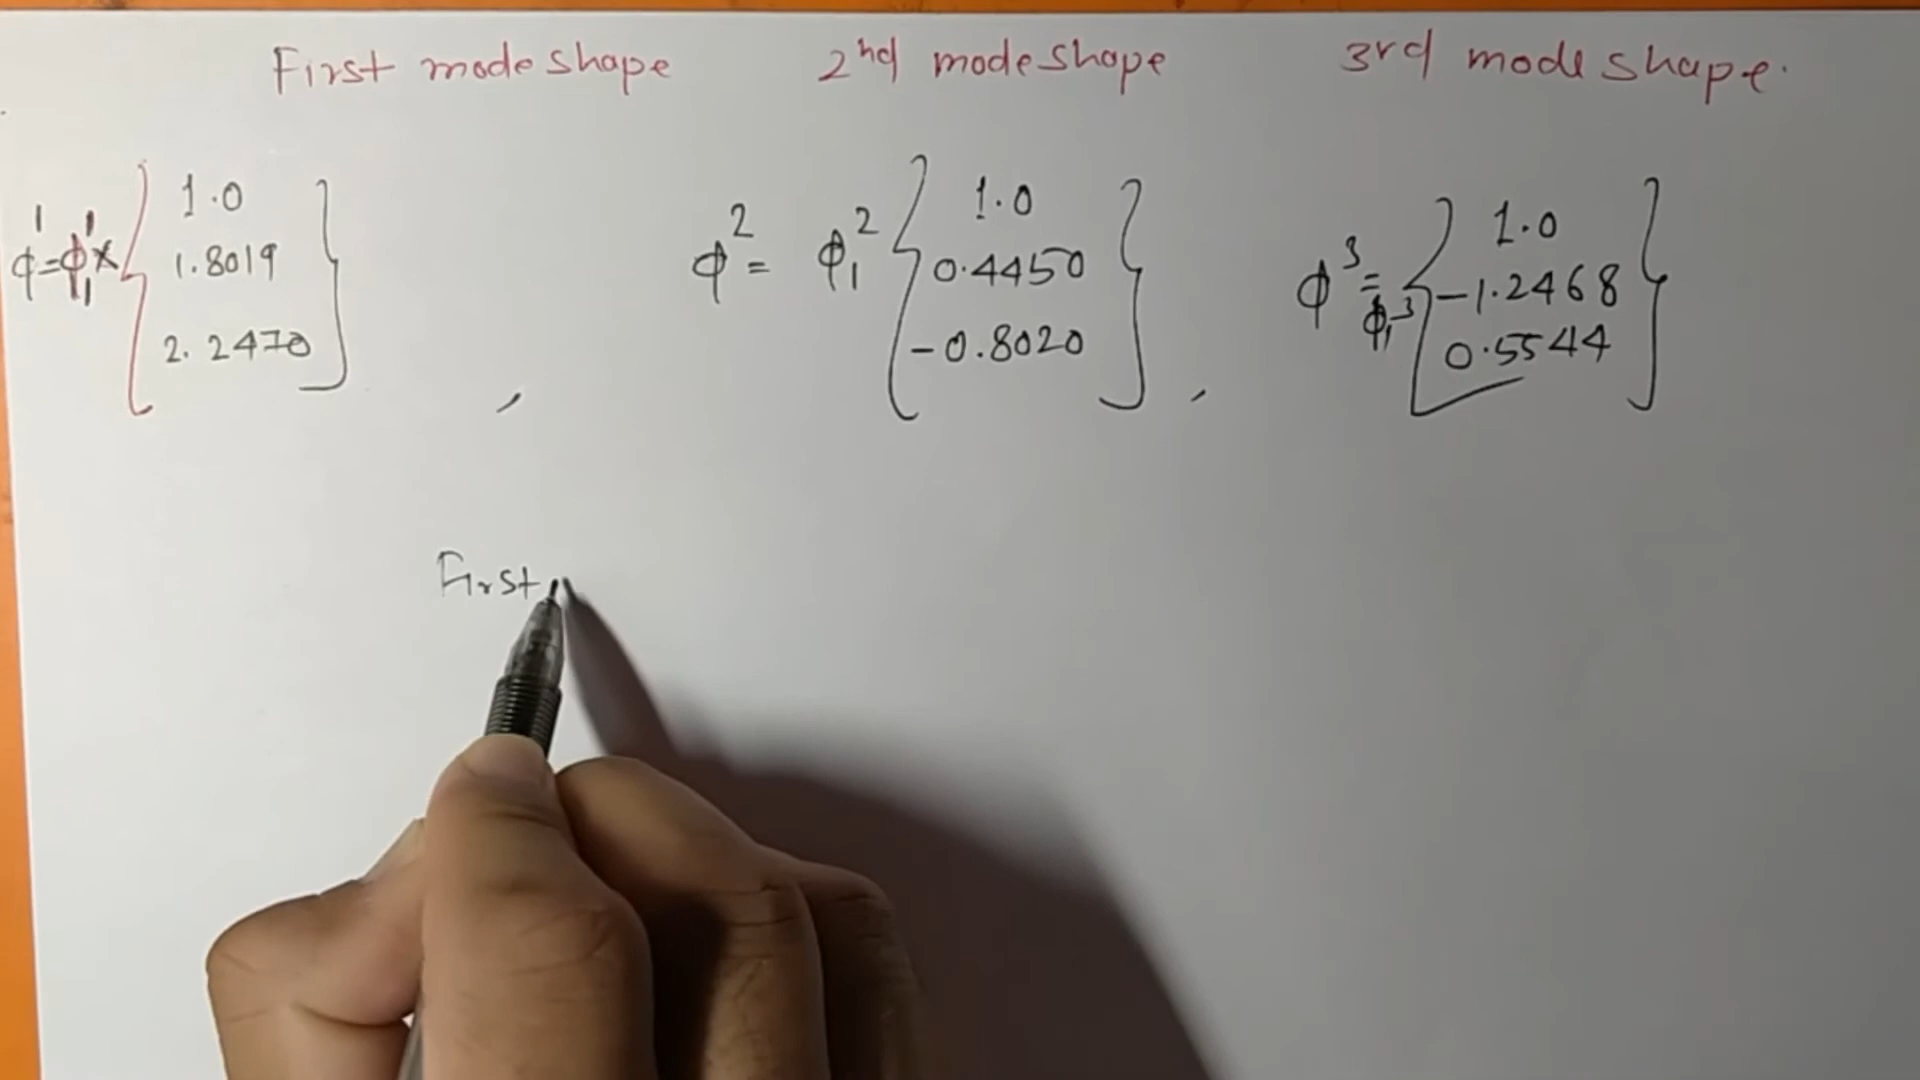 First mode shape
2nd mode shape
3rd mode shape.
ϕ¹=ϕ₁¹× { 1.0
1.8019
2.2470 } ,
ϕ²= ϕ₁² { 1.0
0.4450
-0.8020 } ,
ϕ³= ϕ₁³ { 1.0
-1.2468
0.5544 }
First